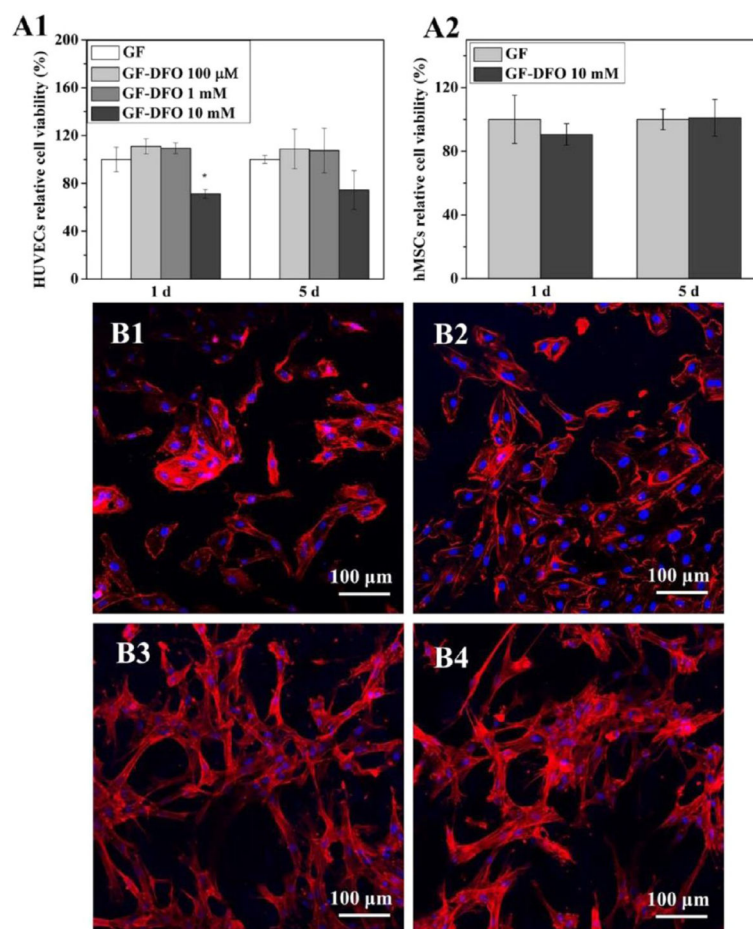 A1
HUVECs relative cell viability (%)
200
160
120
80
40
0
GF
GF-DFO 100 μM
GF-DFO 1 mM
GF-DFO 10 mM
*
1 d
5 d
A2
hMSCs relative cell viability (%)
120
80
40
0
GF
GF-DFO 10 mM
1 d
5 d
B1
100 μm
B2
100 μm
B3
100 μm
B4
100 μm